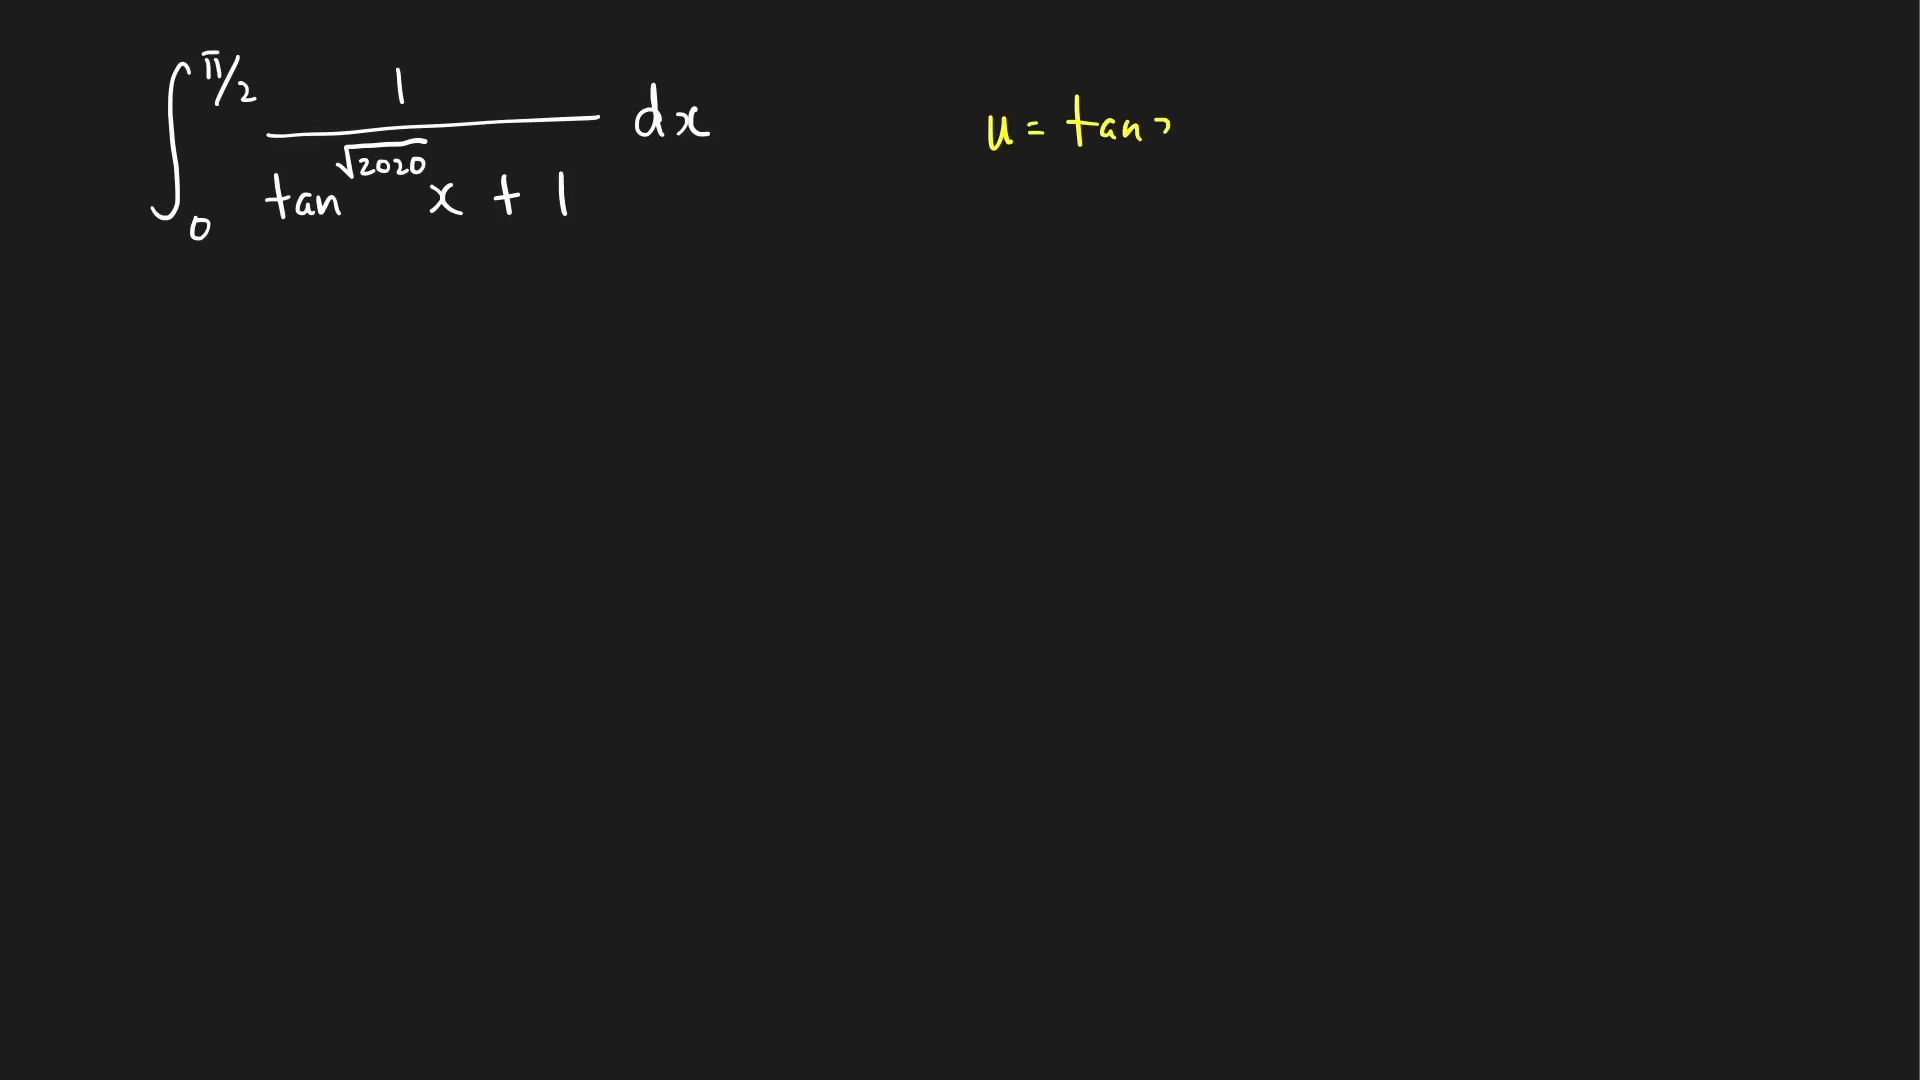 ∫₀^{π/2} 1 / (tan^{√2020} x + 1) dx
u = tan